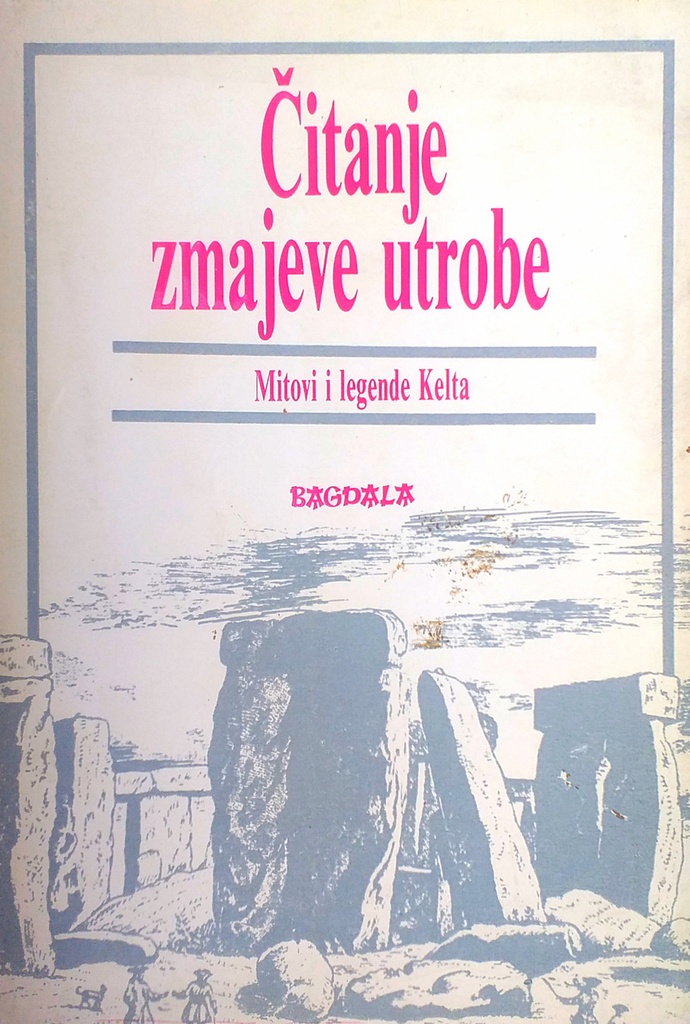 Čitanje
zmajeve utrobe
Mitovi i legende Kelta
BAGDALA